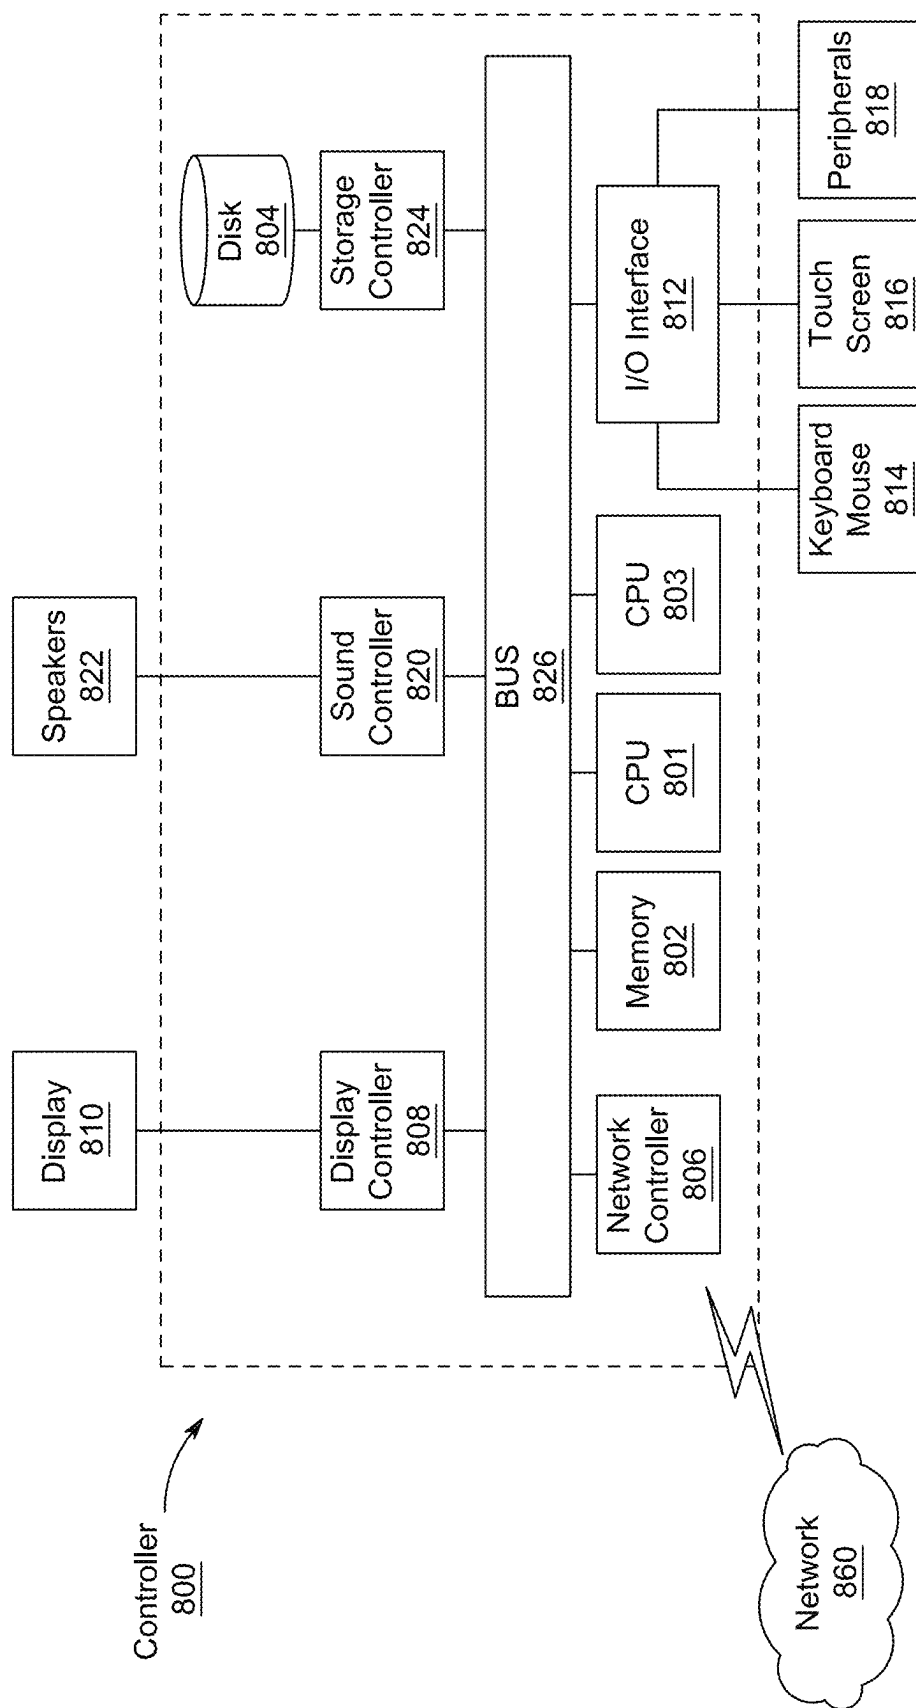 Display
810
Speakers
822
Disk
804
Display
Controller
808
Sound
Controller
820
Storage
Controller
824
Controller
800
BUS
826
Network
Controller
806
Memory
802
CPU
801
CPU
803
I/O Interface
812
Network
860
Keyboard
Mouse
814
Touch
Screen
816
Peripherals
818